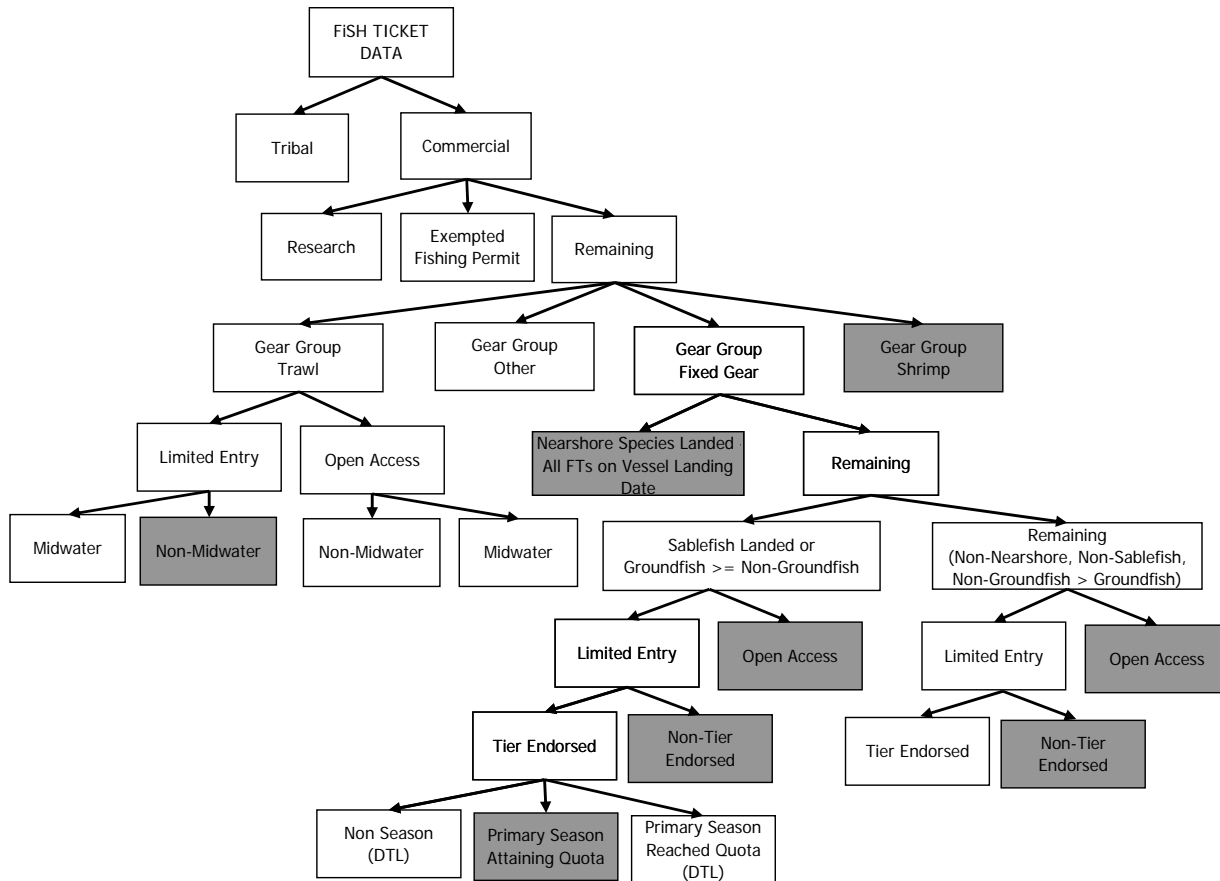 FiSH TICKET
DATA
Tribal
Commercial
Research
Exempted
Fishing Permit
Remaining
Gear Group
Trawl
Gear Group
Other
Gear Group
Fixed Gear
Gear Group
Shrimp
Limited Entry
Open Access
Nearshore Species Landed -
All FTs on Vessel Landing
Date
Remaining
Midwater
Non-Midwater
Non-Midwater
Midwater
Sablefish Landed or
Groundfish >= Non-Groundfish
Remaining
(Non-Nearshore, Non-Sablefish,
Non-Groundfish > Groundfish)
Limited Entry
Open Access
Limited Entry
Open Access
Tier Endorsed
Non-Tier
Endorsed
Tier Endorsed
Non-Tier
Endorsed
Non Season
(DTL)
Primary Season
Attaining Quota
Primary Season
Reached Quota
(DTL)